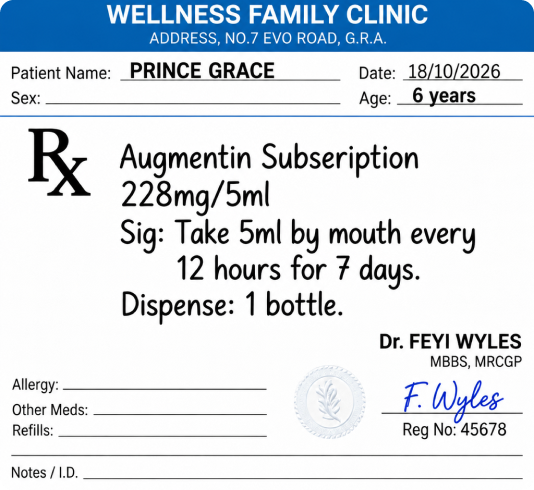 WELLNESS FAMILY CLINIC
ADDRESS, NO.7 EVO ROAD, G.R.A.
Patient Name: PRINCE GRACE Date: 18/10/2026
Sex: Age: 6 years
Rx
Augmentin Subseription
228mg/5ml
Sig: Take 5ml by mouth every
12 hours for 7 days.
Dispense: 1 bottle.
Dr. FEYI WYLES
MBBS, MRCGP
Allergy:
F. Wyles
Other Meds:
Refills:
Reg No: 45678
Notes / I.D.